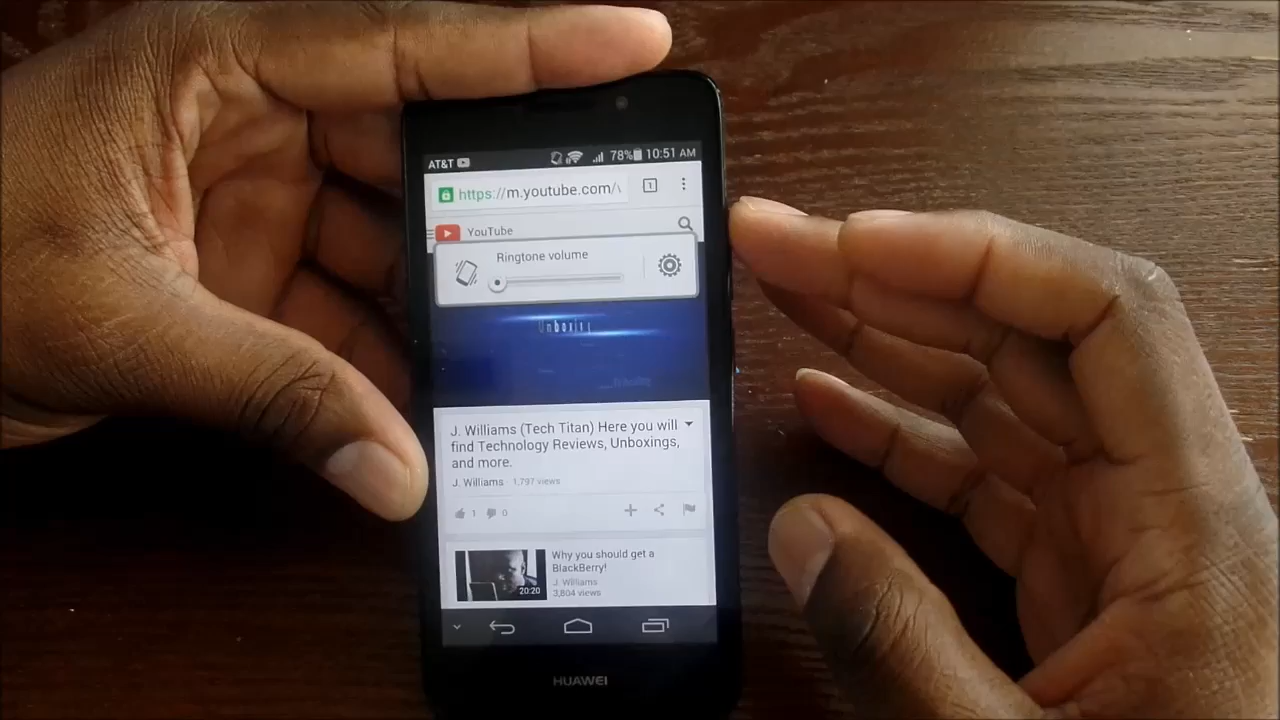 AT&T 78% 10:51 AM
https://m.youtube.com/ 1
YouTube
Ringtone volume
Unboxing
J. Williams (Tech Titan) Here you will
find Technology Reviews, Unboxings,
and more.
J. Williams · 1,797 views
1 0
Why you should get a
BlackBerry!
J. Williams
3,804 views
20:20
HUAWEI